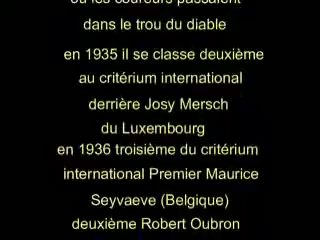 où les coureurs passaient
dans le trou du diable
en 1935 il se classe deuxième
au critérium international
derrière Josy Mersch
du Luxembourg
en 1936 troisième du critérium
international Premier Maurice
Seyvaeve (Belgique)
deuxième Robert Oubron